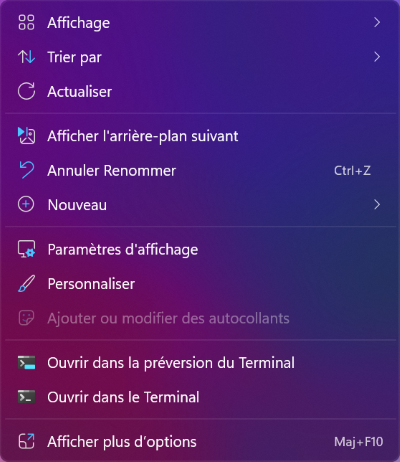 Affichage
Trier par
Actualiser
Afficher l'arrière-plan suivant
Annuler Renommer Ctrl+Z
Nouveau
Paramètres d'affichage
Personnaliser
Ajouter ou modifier des autocollants
Ouvrir dans la préversion du Terminal
Ouvrir dans le Terminal
Afficher plus d’options Maj+F10